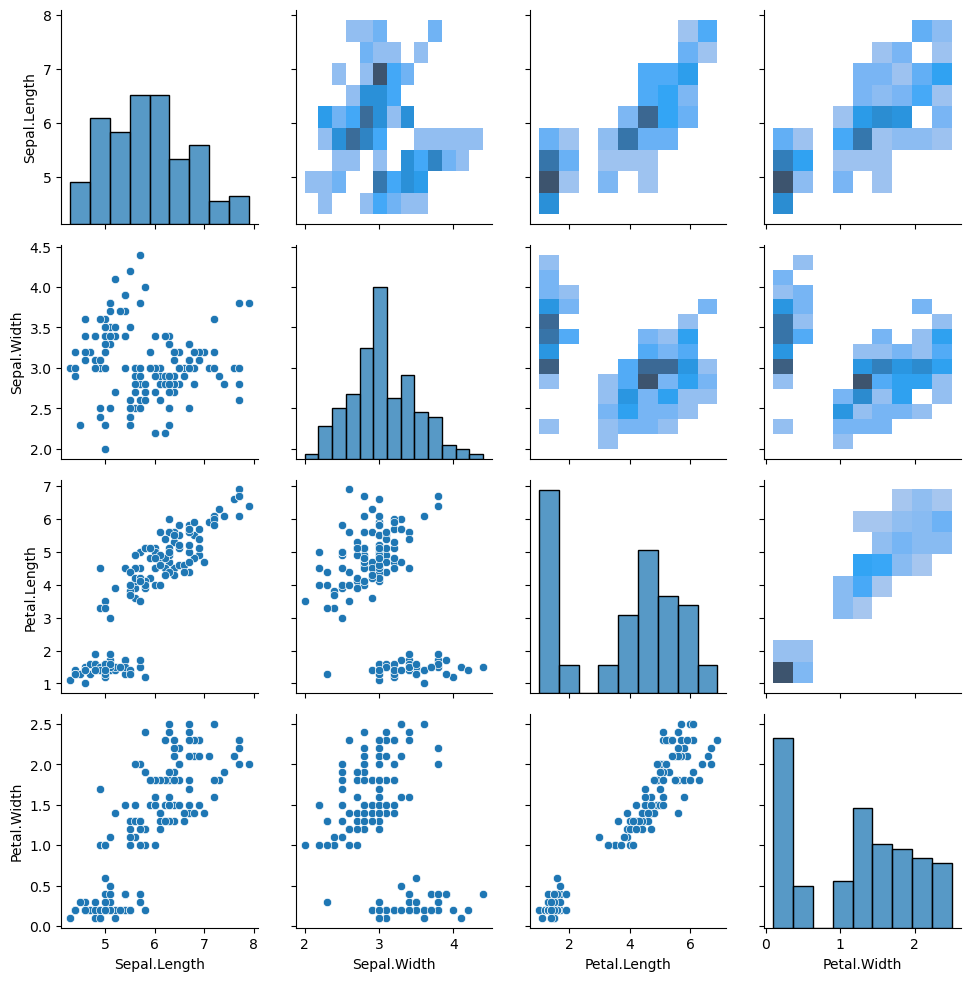 8
7
6
5
Sepal.Length
4.5
4.0
3.5
3.0
2.5
2.0
Sepal.Width
7
6
5
4
3
2
1
Petal.Length
2.5
2.0
1.5
1.0
0.5
0.0
Petal.Width
5 6 7 8
Sepal.Length
2 3 4
Sepal.Width
2 4 6
Petal.Length
0 1 2
Petal.Width